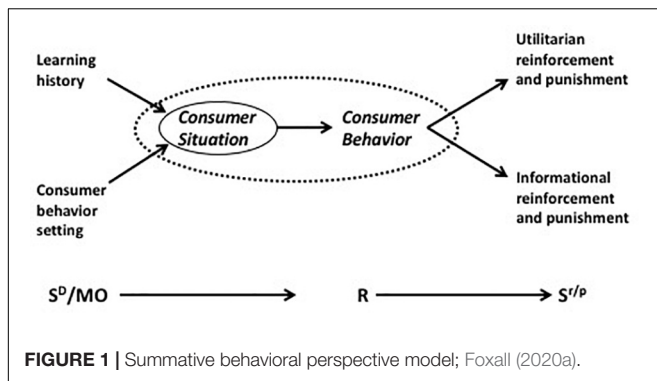 Learning
history
Consumer
behavior
setting
Consumer
Situation
Consumer
Behavior
Utilitarian
reinforcement
and punishment
Informational
reinforcement
and punishment
S^D/MO
R
S^r/p
FIGURE 1 | Summative behavioral perspective model; Foxall (2020a).